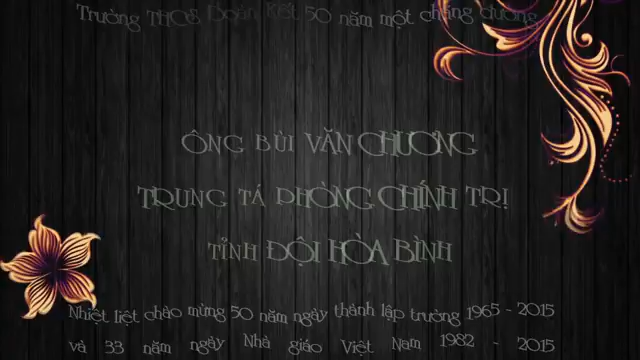 Trường THCS Đoàn Kết 50 năm một chặng đường
ÔNG BÙI VĂN CHƯƠNG
TRUNG TÁ PHÒNG CHÍNH TRỊ
TỈNH ĐỘI HÒA BÌNH
Nhiệt liệt chào mừng 50 năm ngày thành lập trường 1965 - 2015
và 33 năm ngày Nhà giáo Việt Nam 1982 - 2015